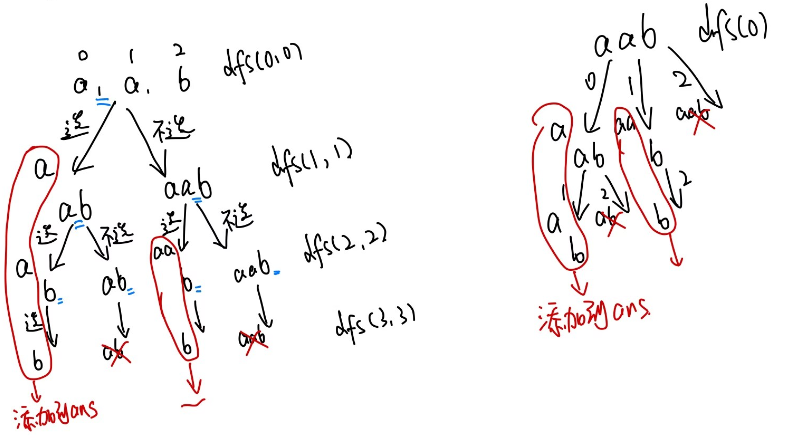 0 1 2
a, a, b dfs(0,0)
选 不选
a
ab
aab
dfs(1,1)
选 不选 选 不选
a
b
ab
aa
b
aab
dfs(2,2)
选
b
ab
b
aab
dfs(3,3)
添加到ans
aab dfs(0)
0 1 2
a
ab
aa
b
aab
1 2 2
a
b
ab
b
添加到ans.